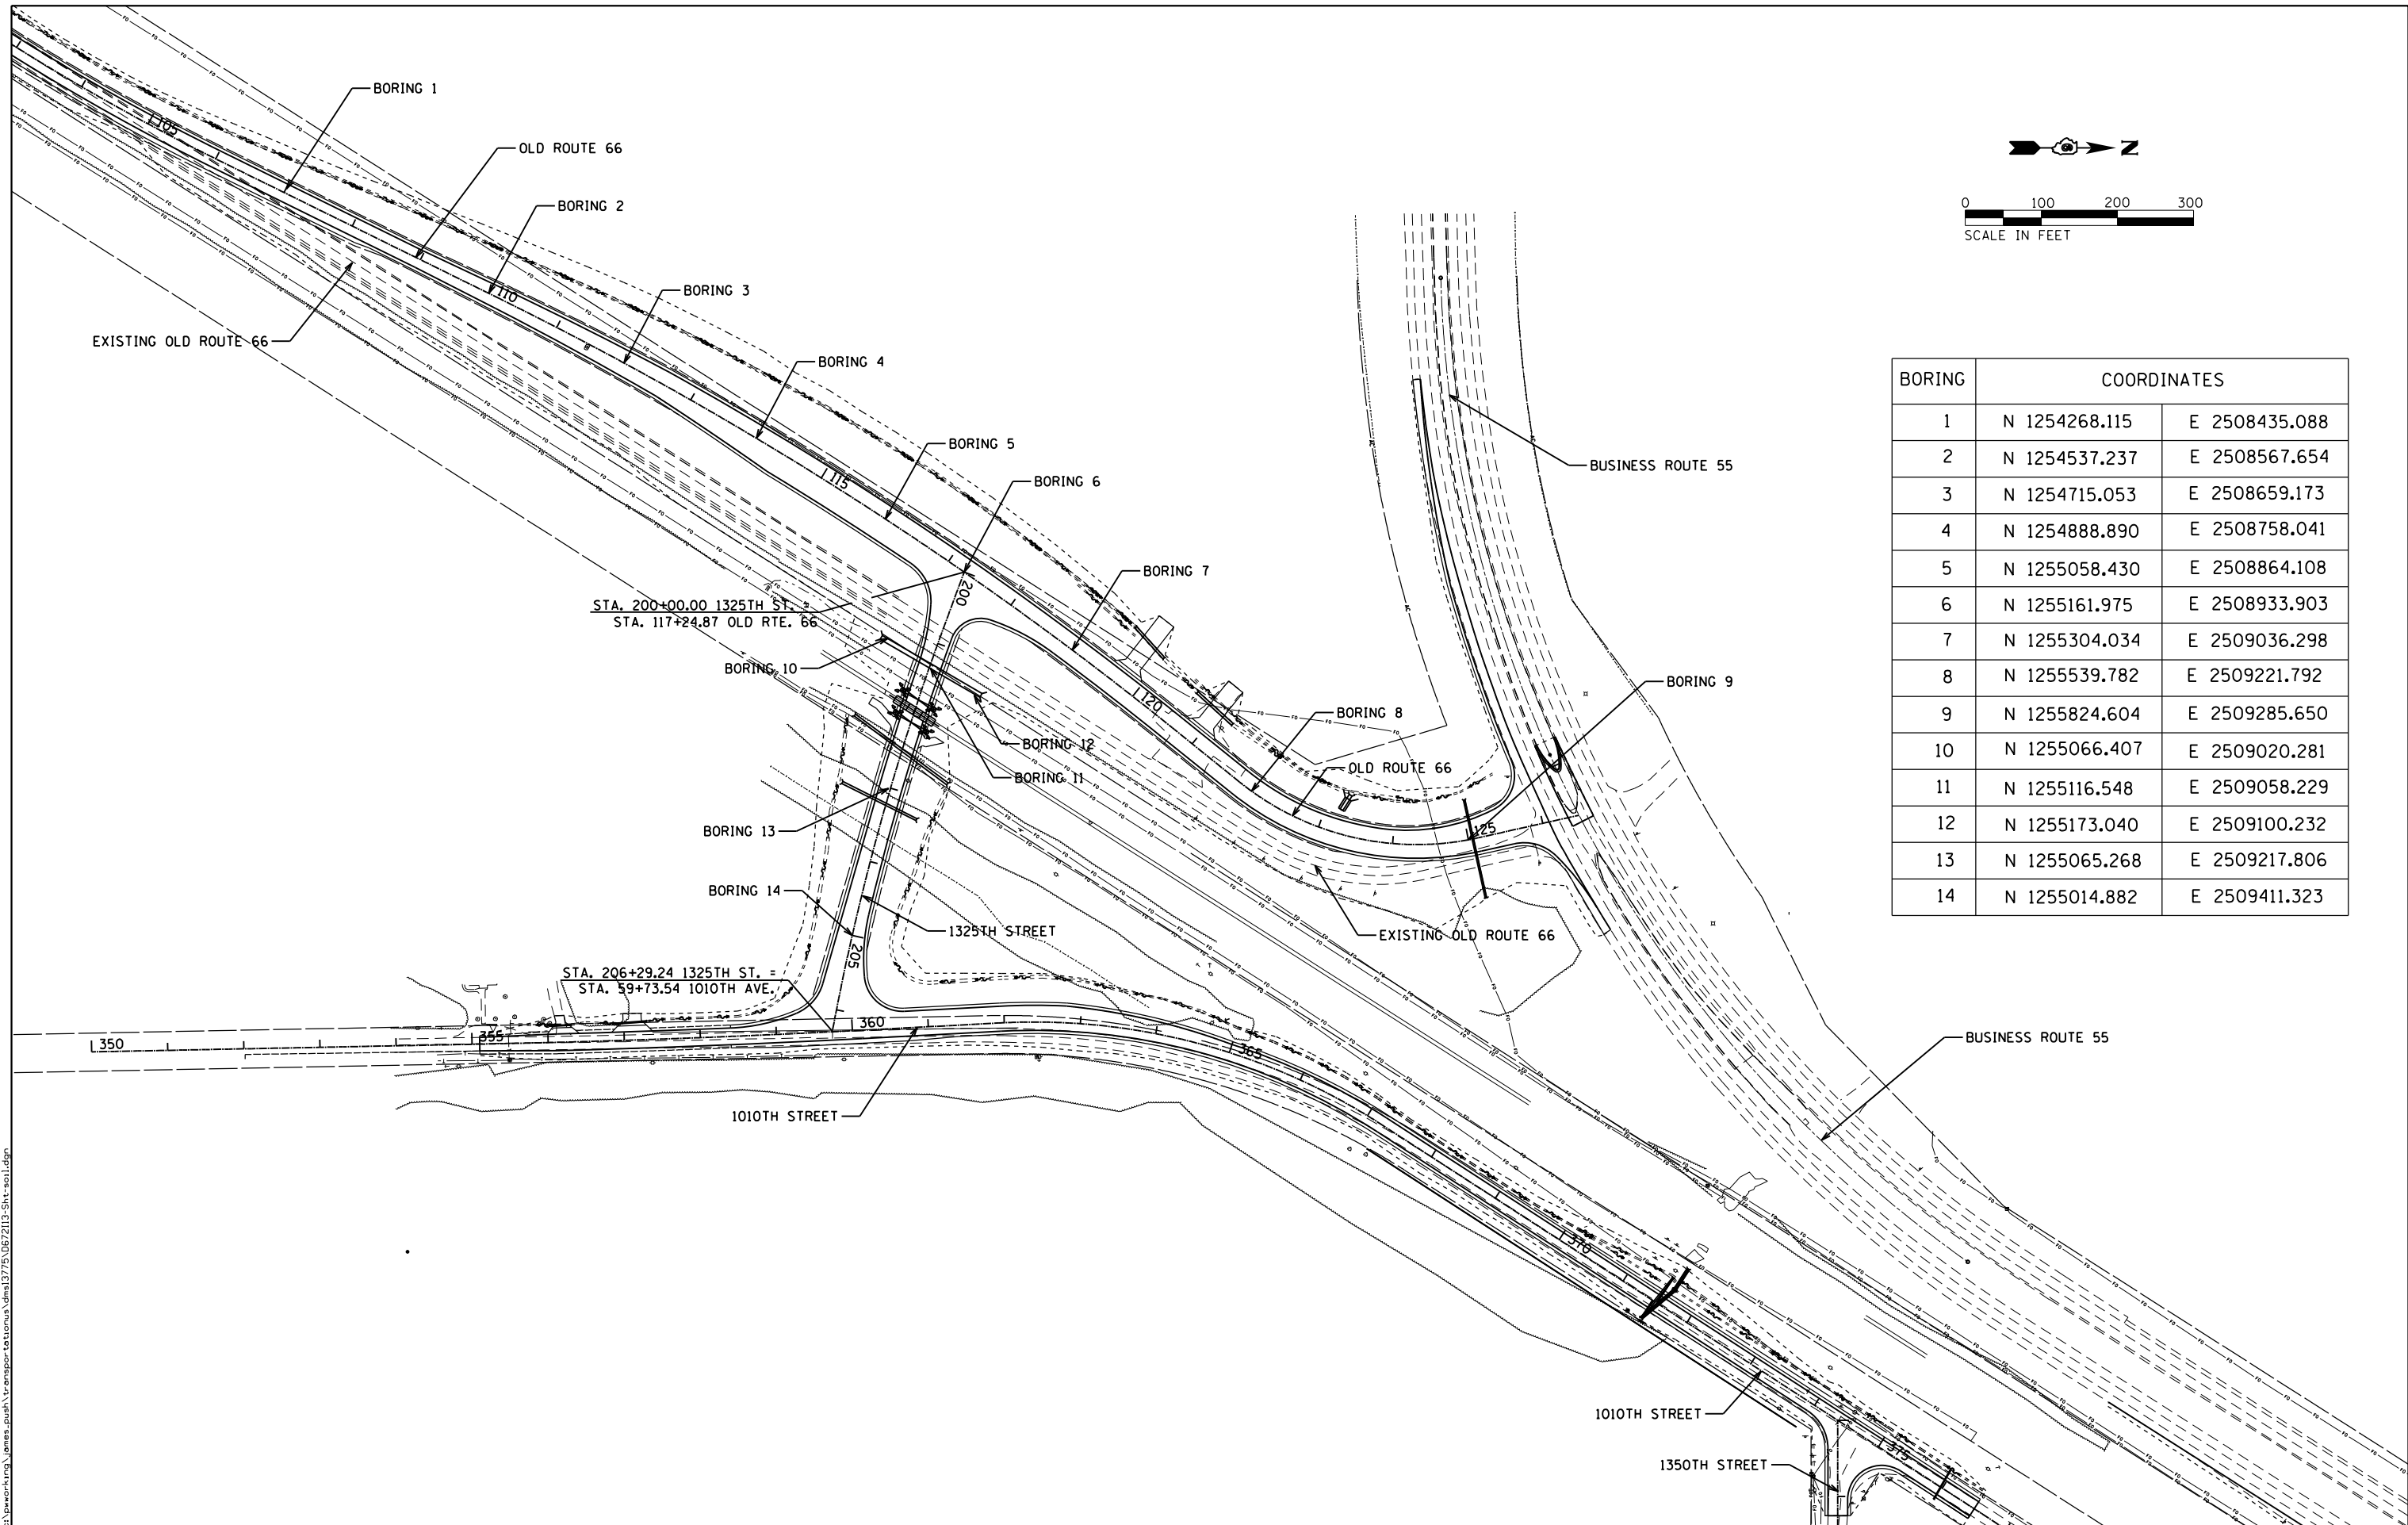 BORING 1
105
OLD ROUTE 66
N
0 100 200 300
SCALE IN FEET
BORING 2
110
BORING 3
EXISTING OLD ROUTE 66
BORING 4
BORING 5
115
BUSINESS ROUTE 55
BORING 6
BORING COORDINATES
1 N 1254268.115 E 2508435.088
2 N 1254537.237 E 2508567.654
3 N 1254715.053 E 2508659.173
4 N 1254888.890 E 2508758.041
5 N 1255058.430 E 2508864.108
6 N 1255161.975 E 2508933.903
7 N 1255304.034 E 2509036.298
8 N 1255539.782 E 2509221.792
9 N 1255824.604 E 2509285.650
10 N 1255066.407 E 2509020.281
11 N 1255116.548 E 2509058.229
12 N 1255173.040 E 2509100.232
13 N 1255065.268 E 2509217.806
14 N 1255014.882 E 2509411.323
BORING 7
200
STA. 200+00.00 1325TH ST. =
STA. 117+24.87 OLD RTE. 66
BORING 10
BORING 9
120
BORING 8
BORING 12
OLD ROUTE 66
BORING 11
BORING 13
125
BORING 14
1325TH STREET
EXISTING OLD ROUTE 66
205
STA. 206+29.24 1325TH ST. =
STA. 59+73.54 1010TH AVE.
350
355
360
365
BUSINESS ROUTE 55
1010TH STREET
370
1010TH STREET
375
1350TH STREET